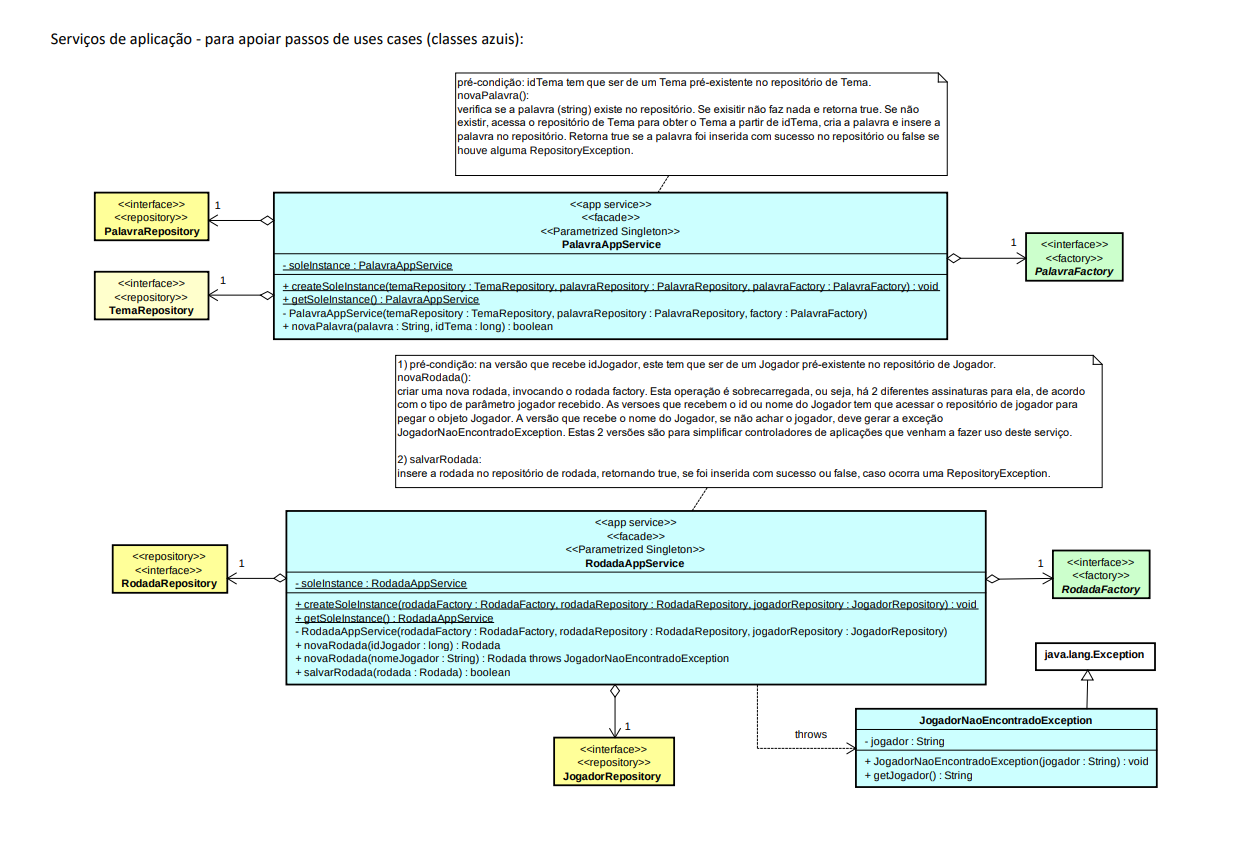 Serviços de aplicação - para apoiar passos de uses cases (classes azuis):
pré-condição: idTema tem que ser de um Tema pré-existente no repositório de Tema.
novaPalavra():
verifica se a palavra (string) existe no repositório. Se exisitir não faz nada e retorna true. Se não
existir, acessa o repositório de Tema para obter o Tema a partir de idTema, cria a palavra e insere a
palavra no repositório. Retorna true se a palavra foi inserida com sucesso no repositório ou false se
houve alguma RepositoryException.
<<interface>>
<<repository>>
PalavraRepository
1
<<interface>>
<<repository>>
TemaRepository
1
<<app service>>
<<facade>>
<<Parametrized Singleton>>
PalavraAppService
- soleInstance : PalavraAppService
+ createSoleInstance(temaRepository : TemaRepository, palavraRepository : PalavraRepository, palavraFactory : PalavraFactory) : void
+ getSoleInstance() : PalavraAppService
- PalavraAppService(temaRepository : TemaRepository, palavraRepository : PalavraRepository, factory : PalavraFactory)
+ novaPalavra(palavra : String, idTema : long) : boolean
1
<<interface>>
<<factory>>
PalavraFactory
1) pré-condição: na versão que recebe idJogador, este tem que ser de um Jogador pré-existente no repositório de Jogador.
novaRodada():
criar uma nova rodada, invocando o rodada factory. Esta operação é sobrecarregada, ou seja, há 2 diferentes assinaturas para ela, de acordo
com o tipo de parâmetro jogador recebido. As versoes que recebem o id ou nome do Jogador tem que acessar o repositório de jogador para
pegar o objeto Jogador. A versão que recebe o nome do Jogador, se não achar o jogador, deve gerar a exceção
JogadorNaoEncontradoException. Estas 2 versões são para simplificar controladores de aplicações que venham a fazer uso deste serviço.
2) salvarRodada:
insere a rodada no repositório de rodada, retornando true, se foi inserida com sucesso ou false, caso ocorra uma RepositoryException.
<<repository>>
<<interface>>
RodadaRepository
1
<<app service>>
<<facade>>
<<Parametrized Singleton>>
RodadaAppService
- soleInstance : RodadaAppService
+ createSoleInstance(rodadaFactory : RodadaFactory, rodadaRepository : RodadaRepository, jogadorRepository : JogadorRepository) : void
+ getSoleInstance() : RodadaAppService
- RodadaAppService(rodadaFactory : RodadaFactory, rodadaRepository : RodadaRepository, jogadorRepository : JogadorRepository)
+ novaRodada(idJogador : long) : Rodada
+ novaRodada(nomeJogador : String) : Rodada throws JogadorNaoEncontradoException
+ salvarRodada(rodada : Rodada) : boolean
1
<<interface>>
<<factory>>
RodadaFactory
java.lang.Exception
1
<<interface>>
<<repository>>
JogadorRepository
throws
JogadorNaoEncontradoException
- jogador : String
+ JogadorNaoEncontradoException(jogador : String) : void
+ getJogador() : String